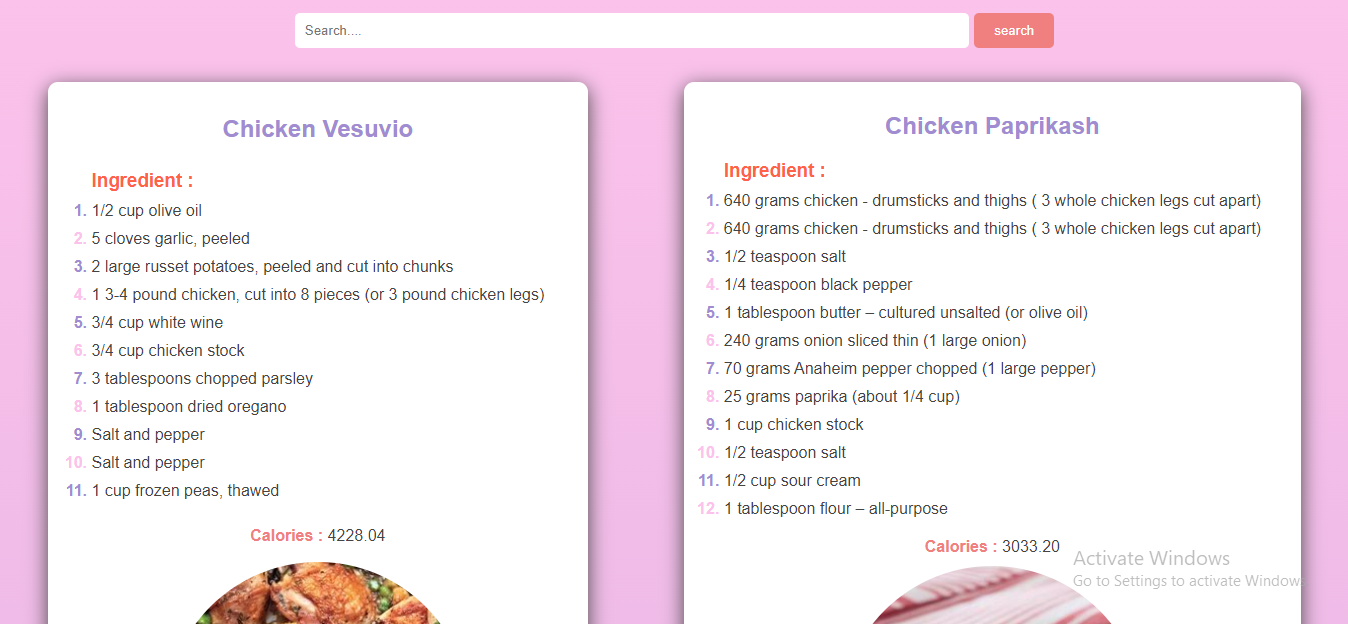 Search....
search
Chicken Vesuvio
Ingredient :
1. 1/2 cup olive oil
2. 5 cloves garlic, peeled
3. 2 large russet potatoes, peeled and cut into chunks
4. 1 3-4 pound chicken, cut into 8 pieces (or 3 pound chicken legs)
5. 3/4 cup white wine
6. 3/4 cup chicken stock
7. 3 tablespoons chopped parsley
8. 1 tablespoon dried oregano
9. Salt and pepper
10. Salt and pepper
11. 1 cup frozen peas, thawed
Calories : 4228.04
Chicken Paprikash
Ingredient :
1. 640 grams chicken - drumsticks and thighs ( 3 whole chicken legs cut apart)
2. 640 grams chicken - drumsticks and thighs ( 3 whole chicken legs cut apart)
3. 1/2 teaspoon salt
4. 1/4 teaspoon black pepper
5. 1 tablespoon butter – cultured unsalted (or olive oil)
6. 240 grams onion sliced thin (1 large onion)
7. 70 grams Anaheim pepper chopped (1 large pepper)
8. 25 grams paprika (about 1/4 cup)
9. 1 cup chicken stock
10. 1/2 teaspoon salt
11. 1/2 cup sour cream
12. 1 tablespoon flour – all-purpose
Calories : 3033.20
Activate Windows
Go to Settings to activate Windows